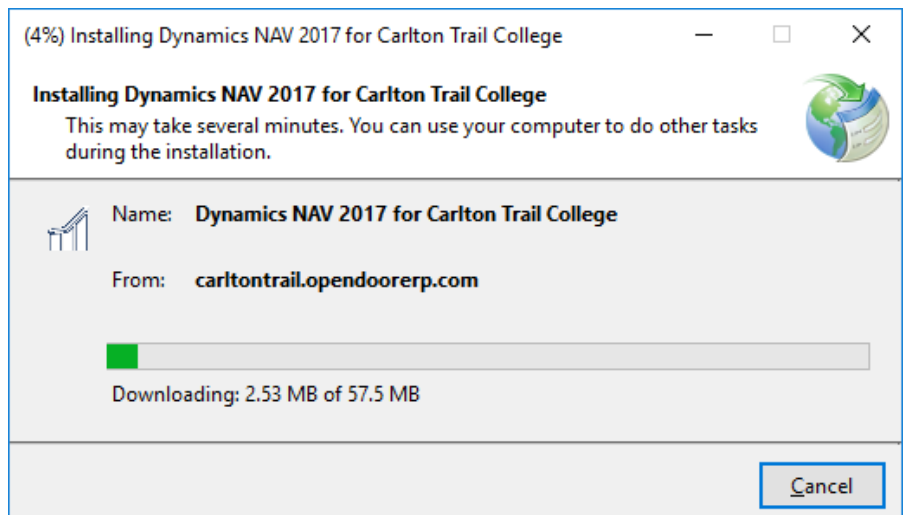 (4%) Installing Dynamics NAV 2017 for Carlton Trail College
Installing Dynamics NAV 2017 for Carlton Trail College
This may take several minutes. You can use your computer to do other tasks
during the installation.
Name: Dynamics NAV 2017 for Carlton Trail College
From: carltontrail.opendoorerp.com
Downloading: 2.53 MB of 57.5 MB
Cancel